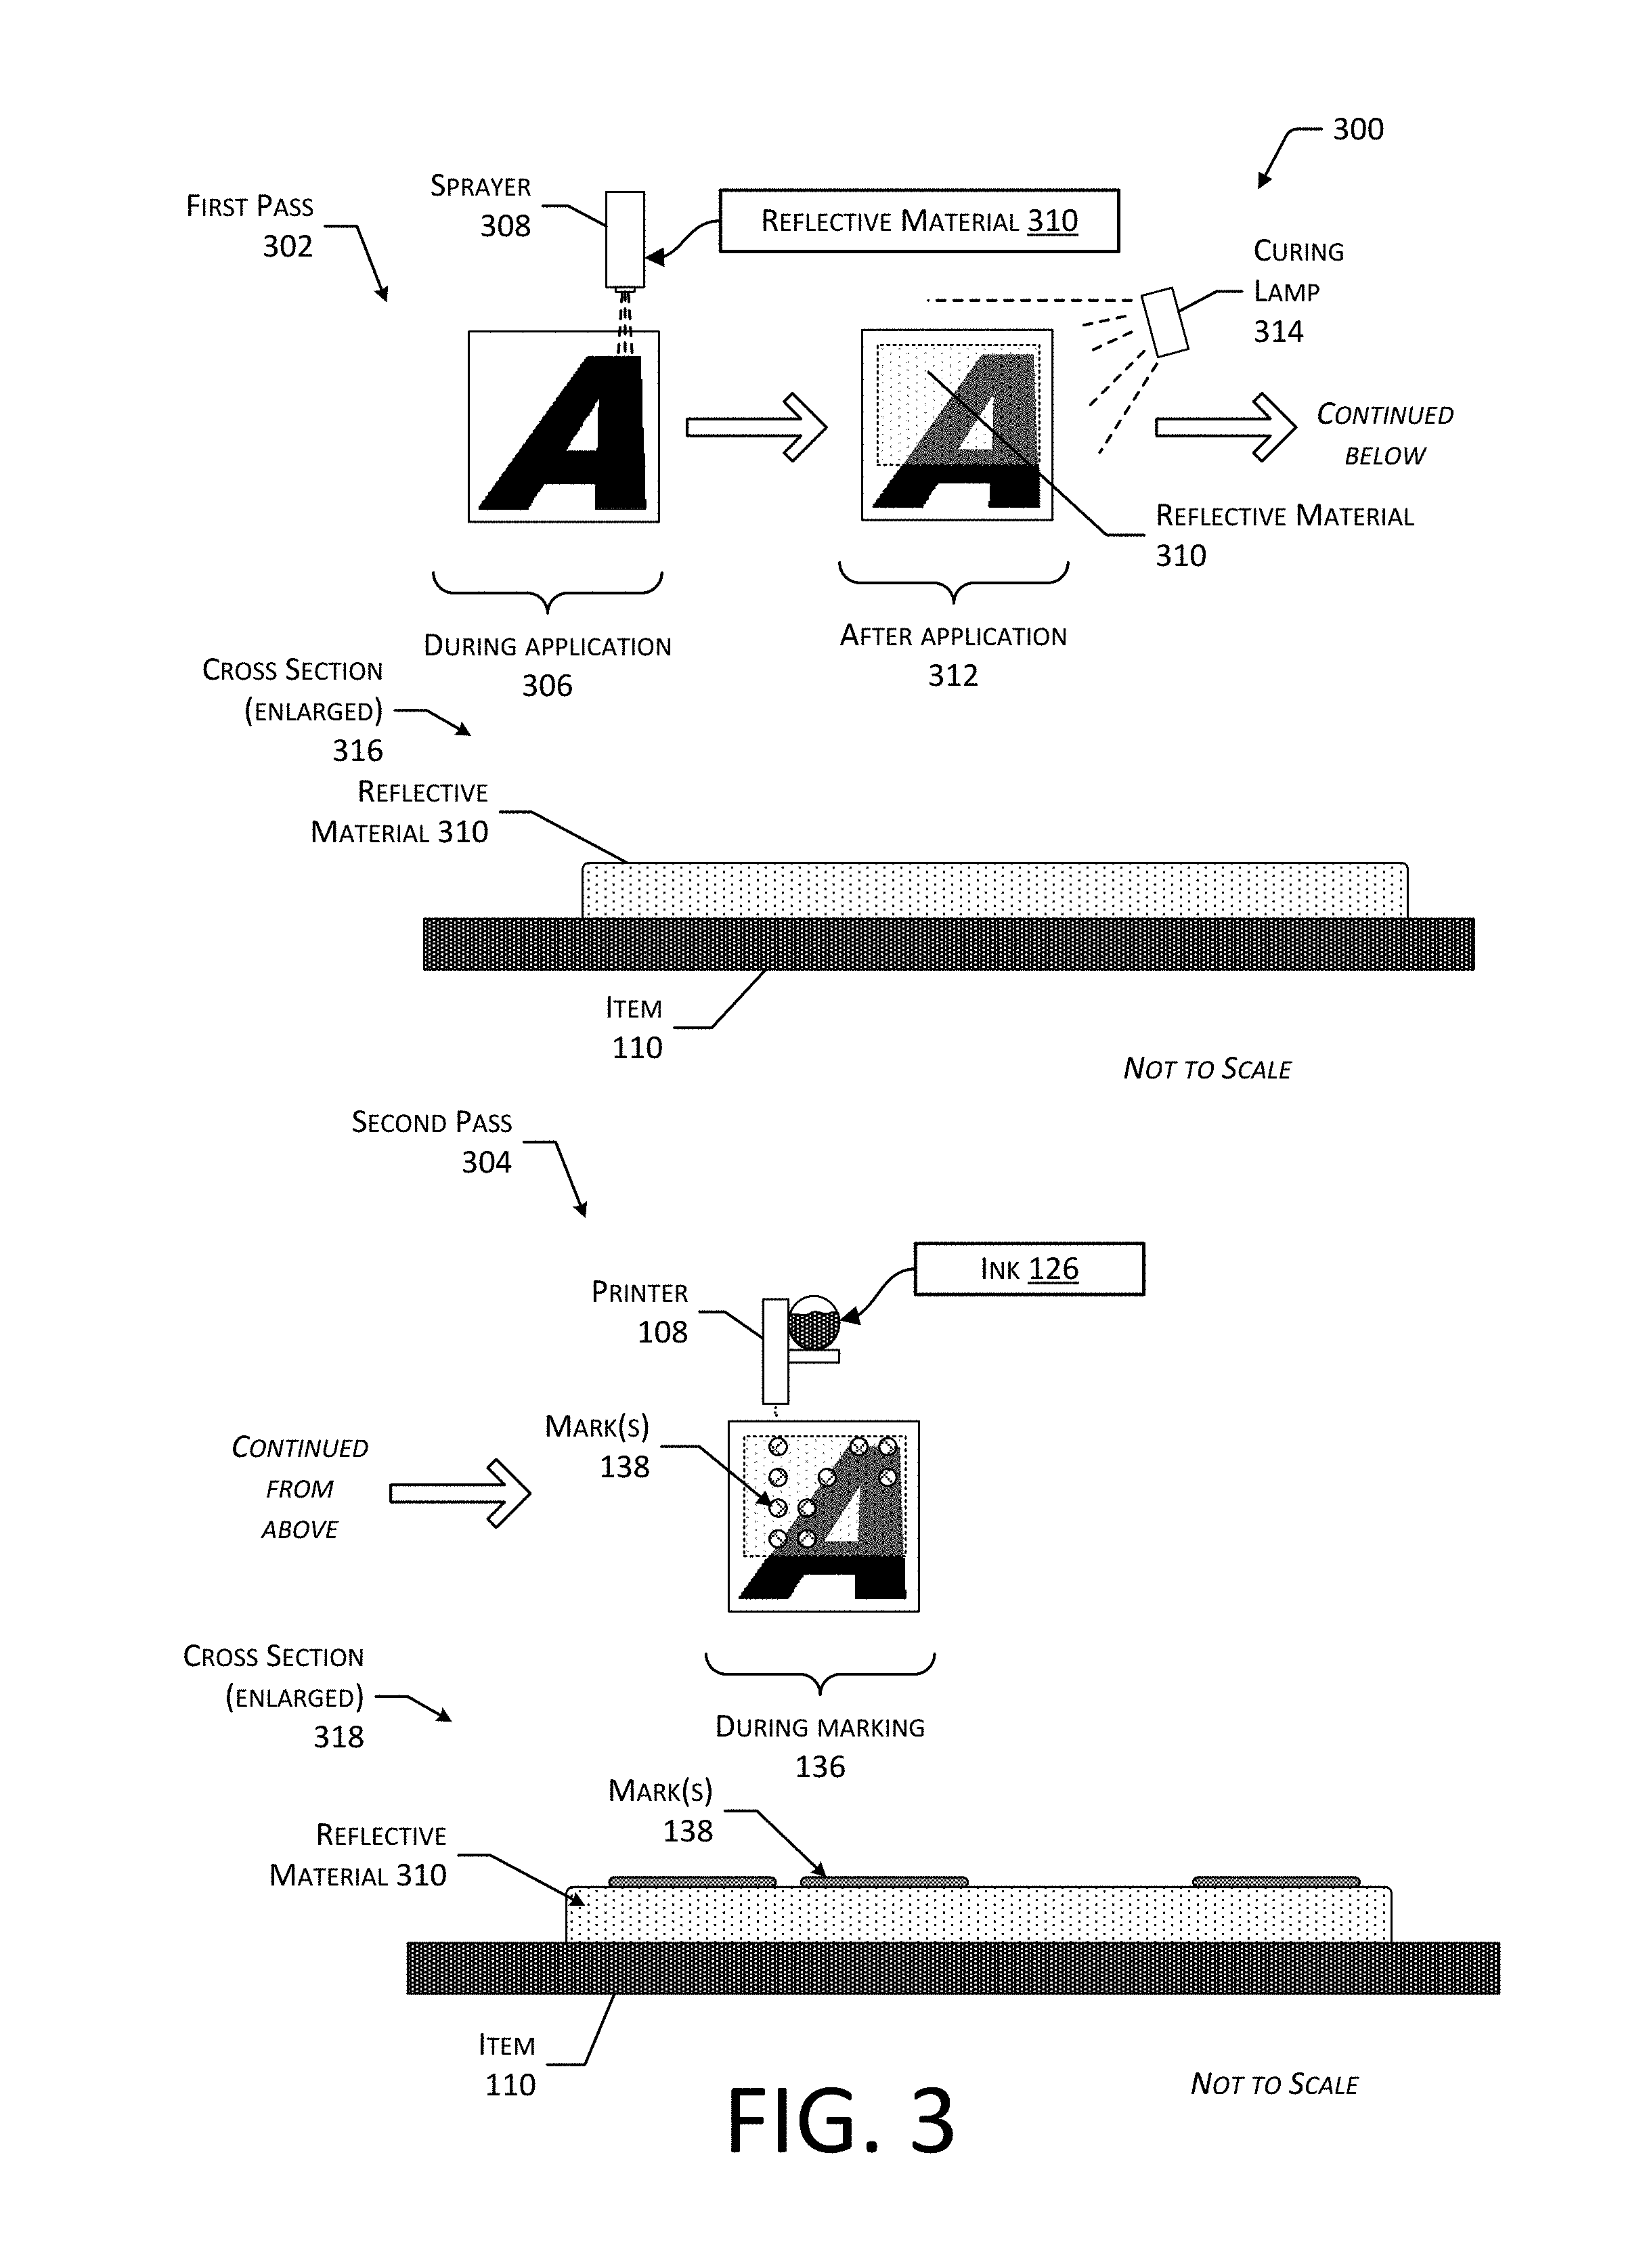 300
FIRST PASS
302
SPRAYER
308
REFLECTIVE MATERIAL 310
CURING
LAMP
314
CONTINUED
BELOW
REFLECTIVE MATERIAL
310
DURING APPLICATION
306
AFTER APPLICATION
312
CROSS SECTION
(ENLARGED)
316
REFLECTIVE
MATERIAL 310
ITEM
110
NOT TO SCALE
SECOND PASS
304
INK 126
PRINTER
108
MARK(S)
138
CONTINUED
FROM
ABOVE
CROSS SECTION
(ENLARGED)
318
DURING MARKING
136
MARK(S)
138
REFLECTIVE
MATERIAL 310
ITEM
110
NOT TO SCALE
FIG. 3
A
A
A